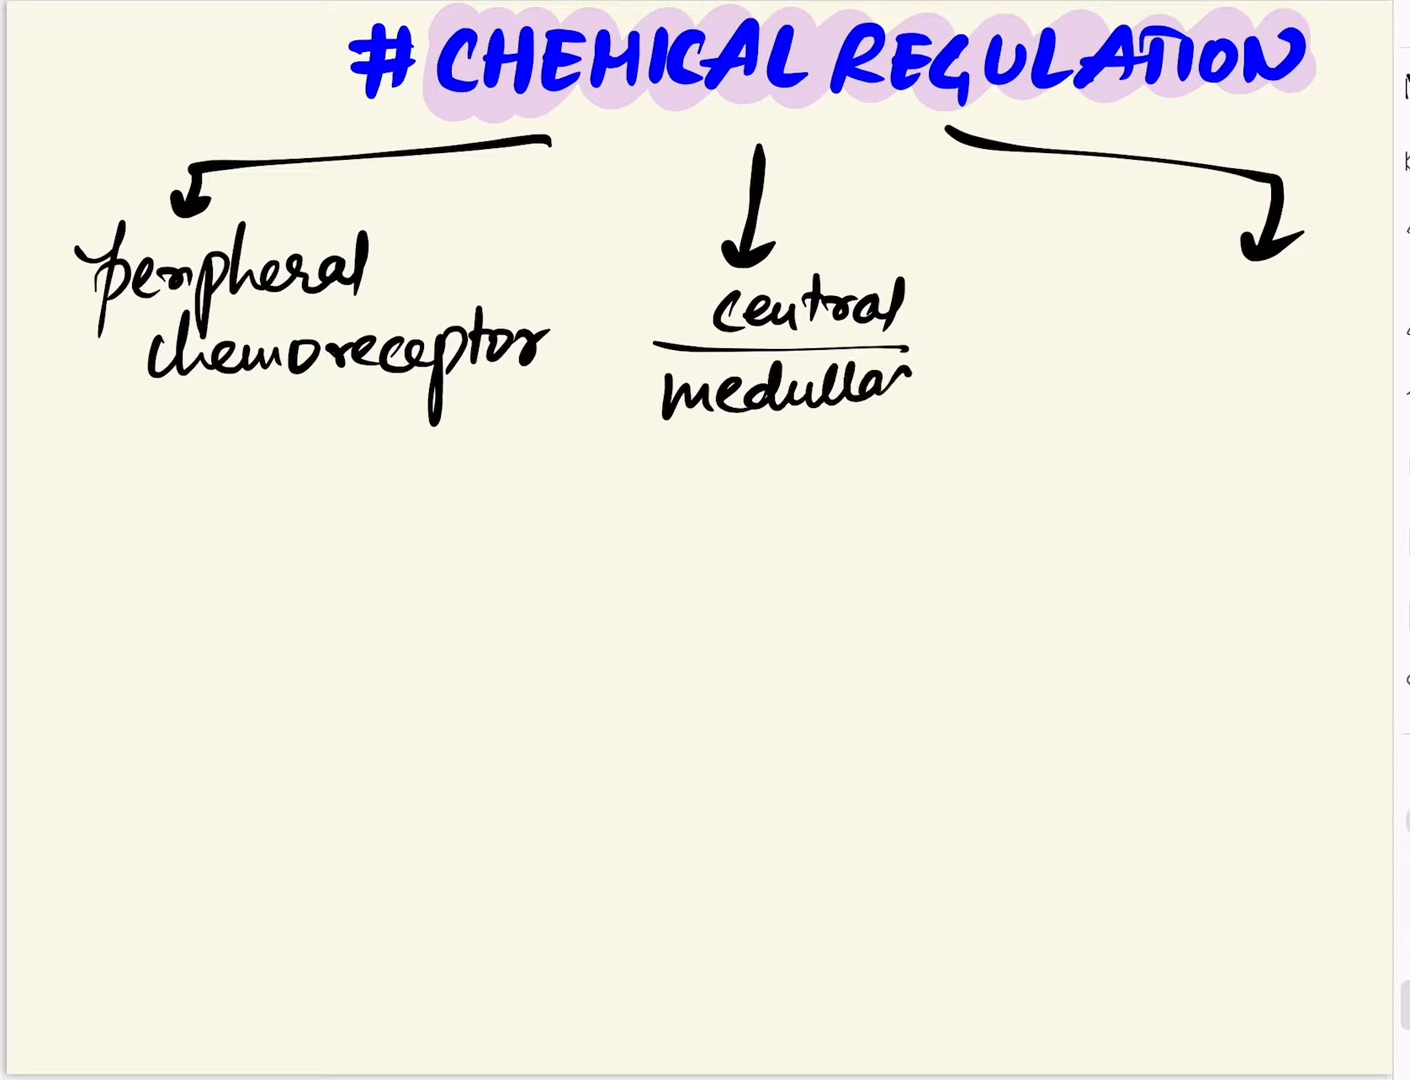 # CHEMICAL REGULATION
peripheral
chemoreceptor
central
medullar